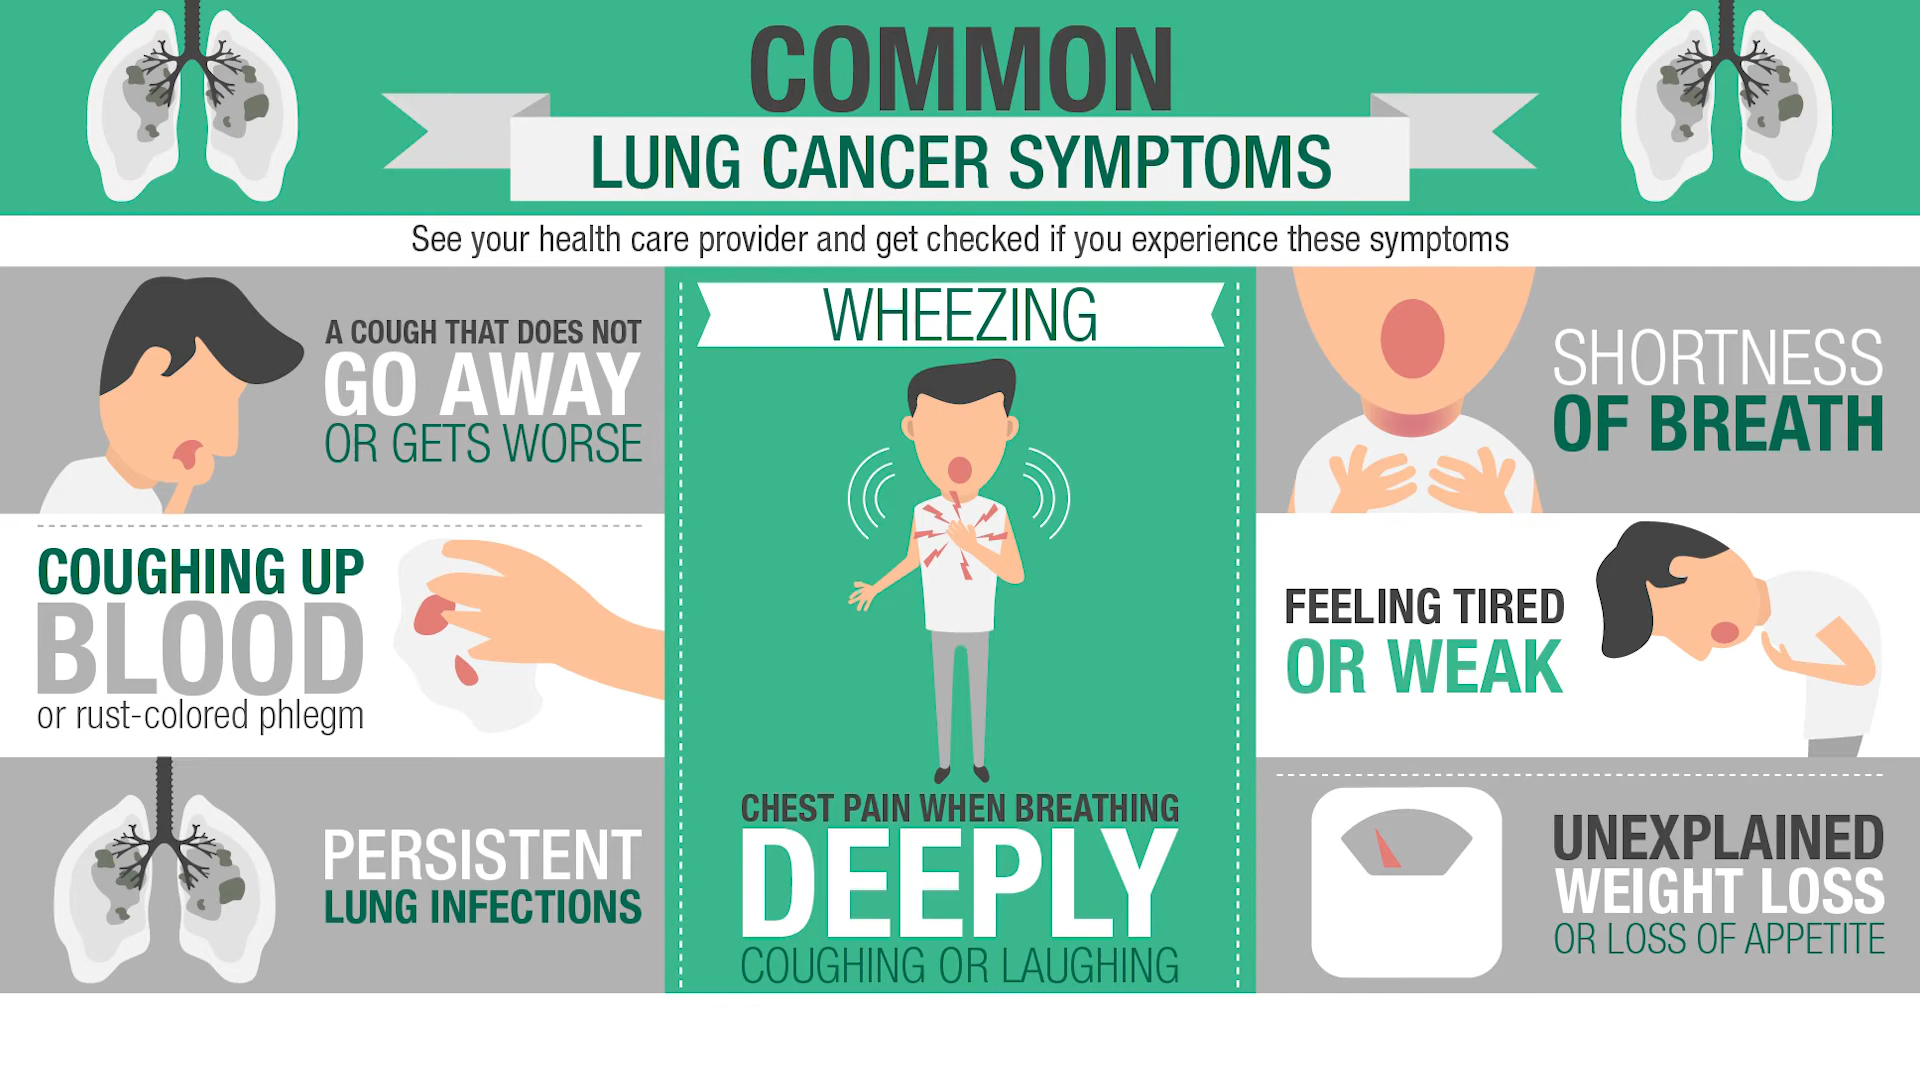 COMMON
LUNG CANCER SYMPTOMS
See your health care provider and get checked if you experience these symptoms
A COUGH THAT DOES NOT
GO AWAY
OR GETS WORSE
COUGHING UP
BLOOD
or rust-colored phlegm
PERSISTENT
LUNG INFECTIONS
WHEEZING
CHEST PAIN WHEN BREATHING
DEEPLY
COUGHING OR LAUGHING
SHORTNESS
OF BREATH
FEELING TIRED
OR WEAK
UNEXPLAINED
WEIGHT LOSS
OR LOSS OF APPETITE